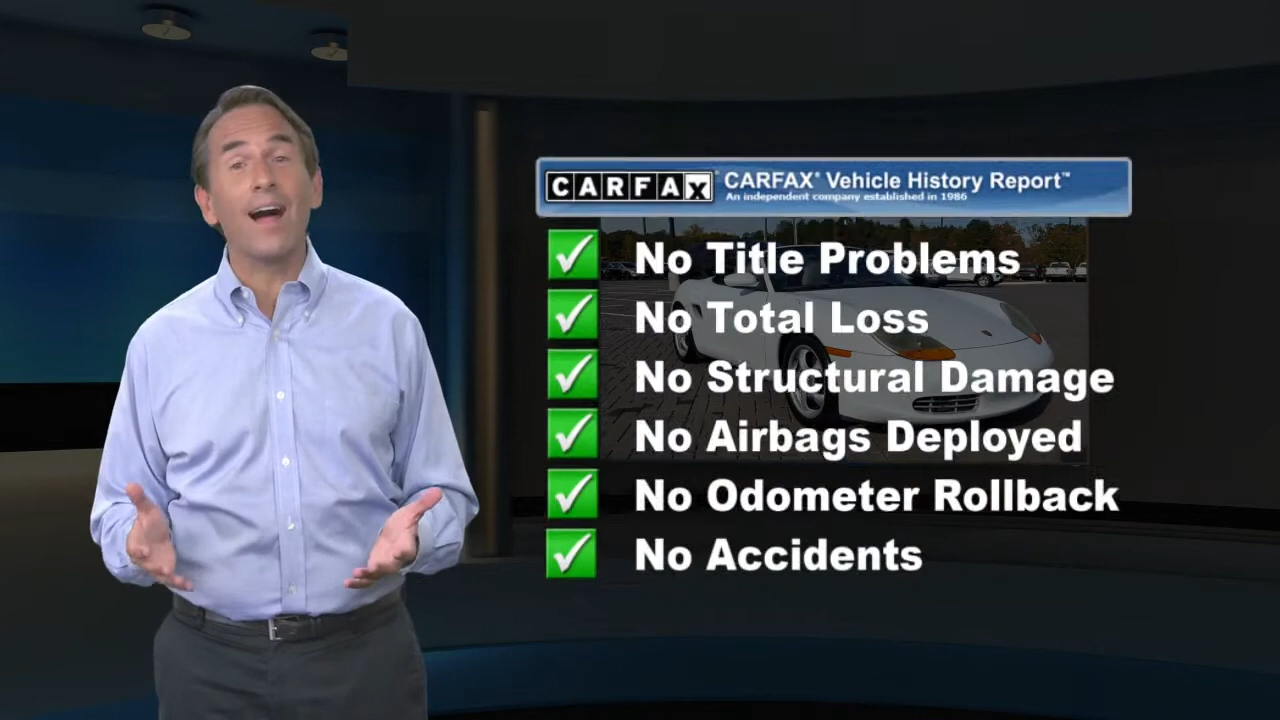 CARFAX® CARFAX® Vehicle History Report™
An independent company established in 1986
No Title Problems
No Total Loss
No Structural Damage
No Airbags Deployed
No Odometer Rollback
No Accidents